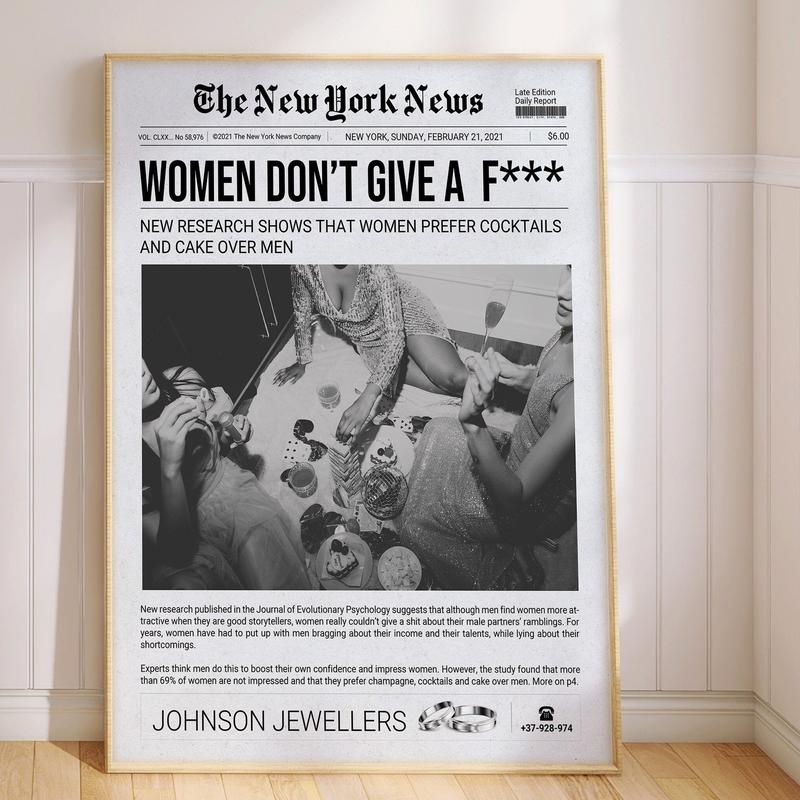 The New York News
Late Edition
Daily Report
VOL. CLXX... No 58,976
©2021 The New York News Company
NEW YORK, SUNDAY, FEBRUARY 21, 2021
$6.00
WOMEN DON'T GIVE A F***
NEW RESEARCH SHOWS THAT WOMEN PREFER COCKTAILS
AND CAKE OVER MEN
New research published in the Journal of Evolutionary Psychology suggests that although men find women more at-
tractive when they are good storytellers, women really couldn't give a shit about their male partners' ramblings. For
years, women have had to put up with men bragging about their income and their talents, while lying about their
shortcomings.
Experts think men do this to boost their own confidence and impress women. However, the study found that more
than 69% of women are not impressed and that they prefer champagne, cocktails and cake over men. More on p4.
JOHNSON JEWELLERS
+37-928-974